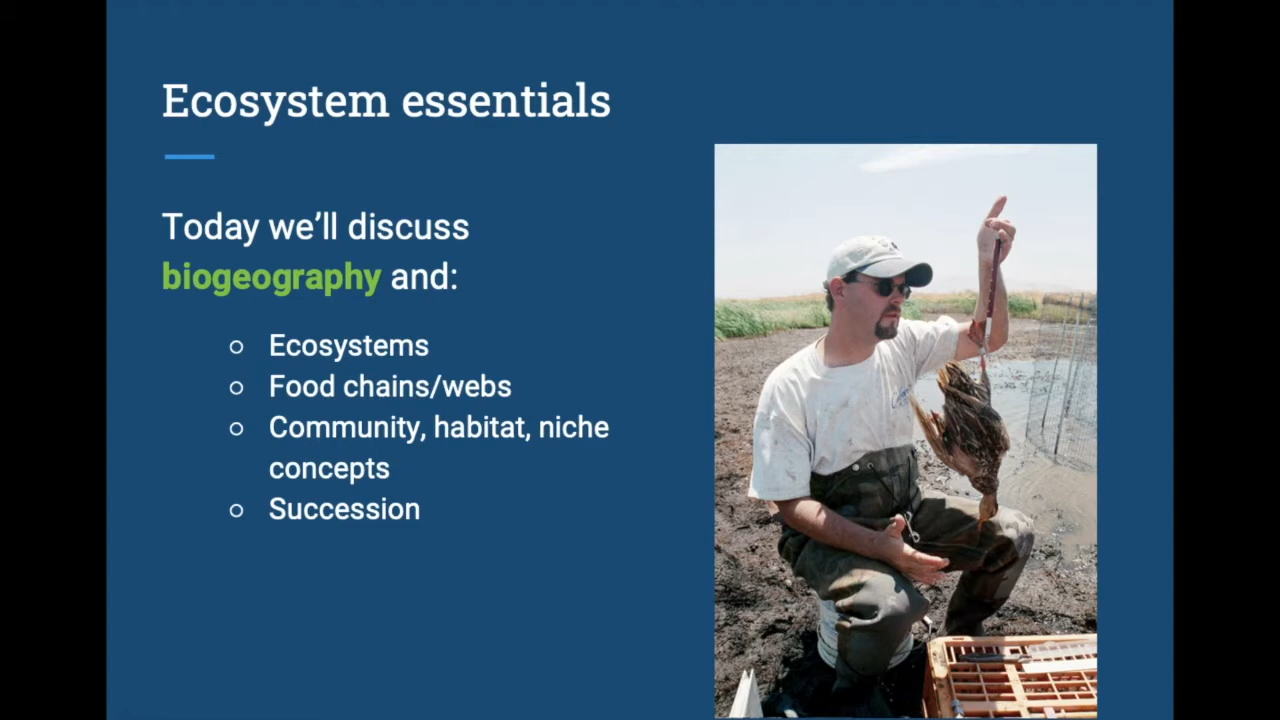 Ecosystem essentials
Today we’ll discuss
biogeography and:
Ecosystems
Food chains/webs
Community, habitat, niche
concepts
Succession